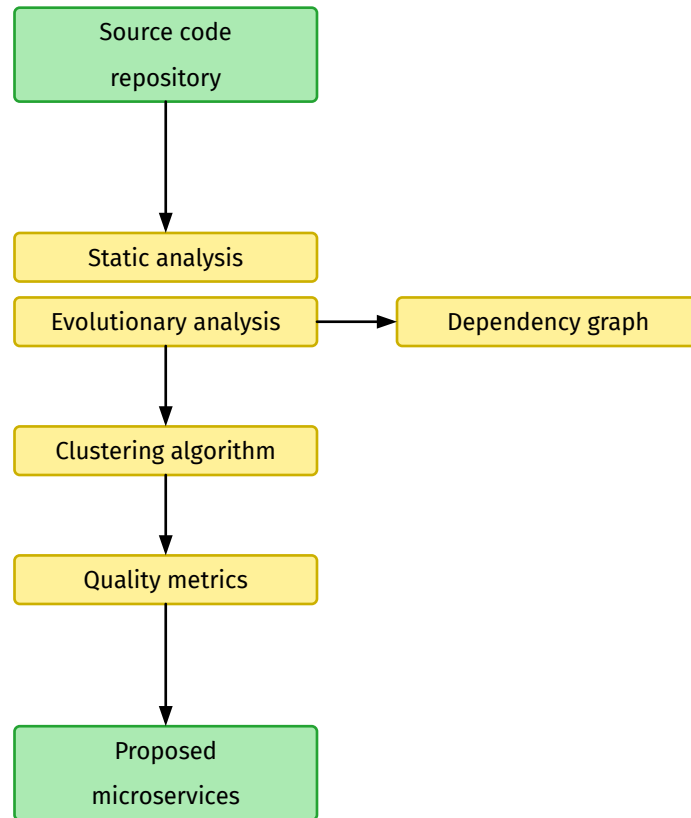 Source code
repository
Static analysis
Evolutionary analysis
Dependency graph
Clustering algorithm
Quality metrics
Proposed
microservices